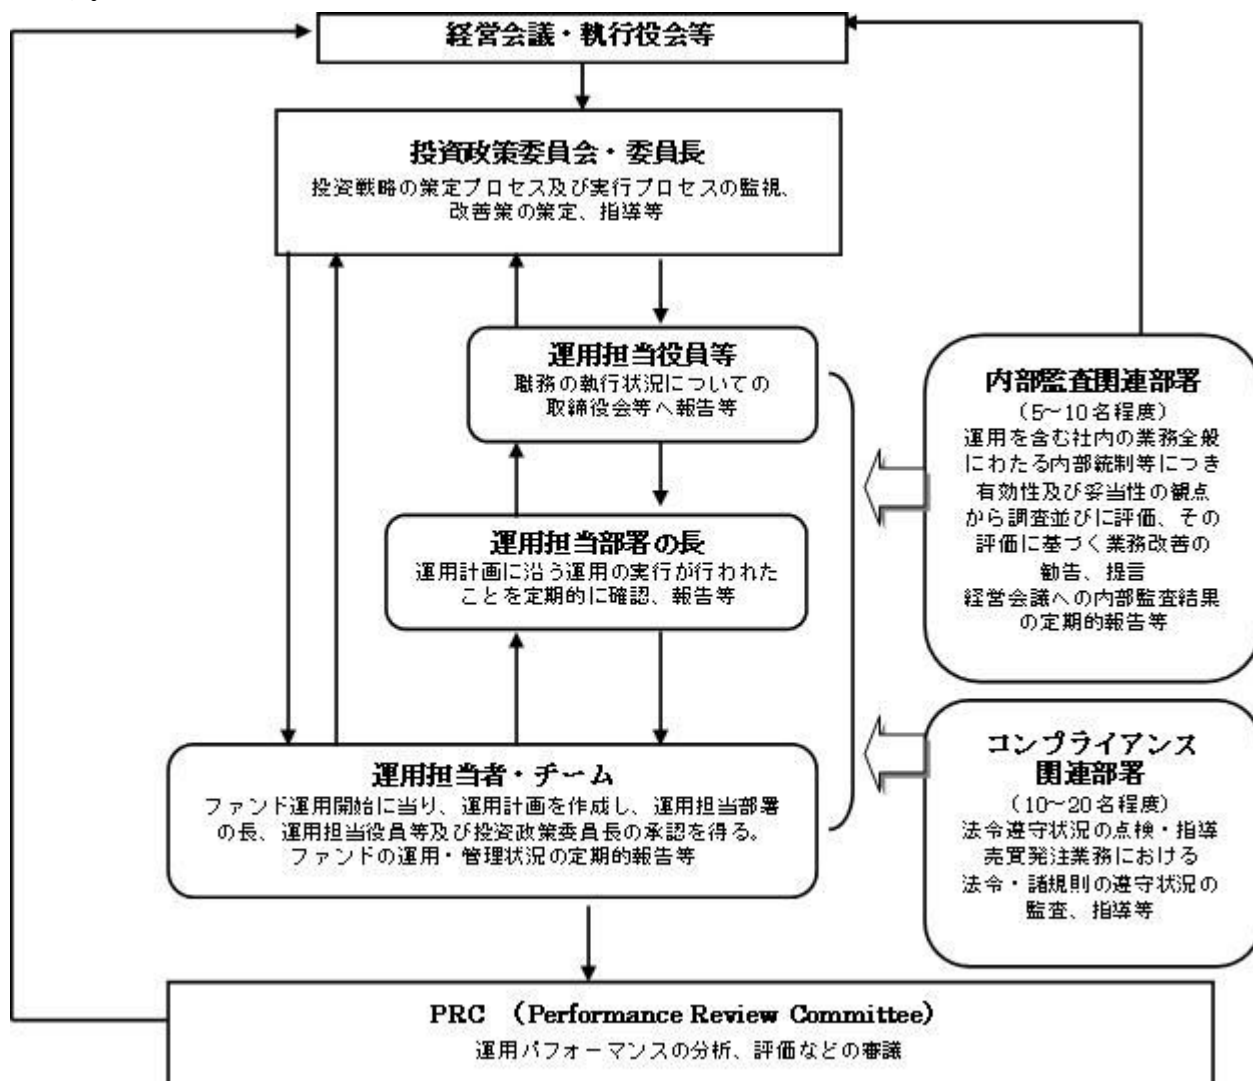 経営会議・執行役会等
投資政策委員会・委員長
投資戦略の策定プロセス及び実行プロセスの監視、
改善策の策定、指導等
運用担当役員等
職務の執行状況についての
取締役会等へ報告等
運用担当部署の長
運用計画に沿う運用の実行が行われた
ことを定期的に確認、報告等
運用担当者・チーム
ファンド運用開始に当り、運用計画を作成し、運用担当部署
の長、運用担当役員等及び投資政策委員長の承認を得る。
ファンドの運用・管理状況の定期的報告等
内部監査関連部署
（5～10名程度）
運用を含む社内の業務全般
にわたる内部統制等につき
有効性及び妥当性の観点
から調査並びに評価、その
評価に基づく業務改善の
勧告、提言
経営会議への内部監査結果
の定期的報告等
コンプライアンス
関連部署
（10～20名程度）
法令遵守状況の点検・指導
売買発注業務における
法令・諸規則の遵守状況の
監査、指導等
PRC （Performance Review Committee）
運用パフォーマンスの分析、評価などの審議